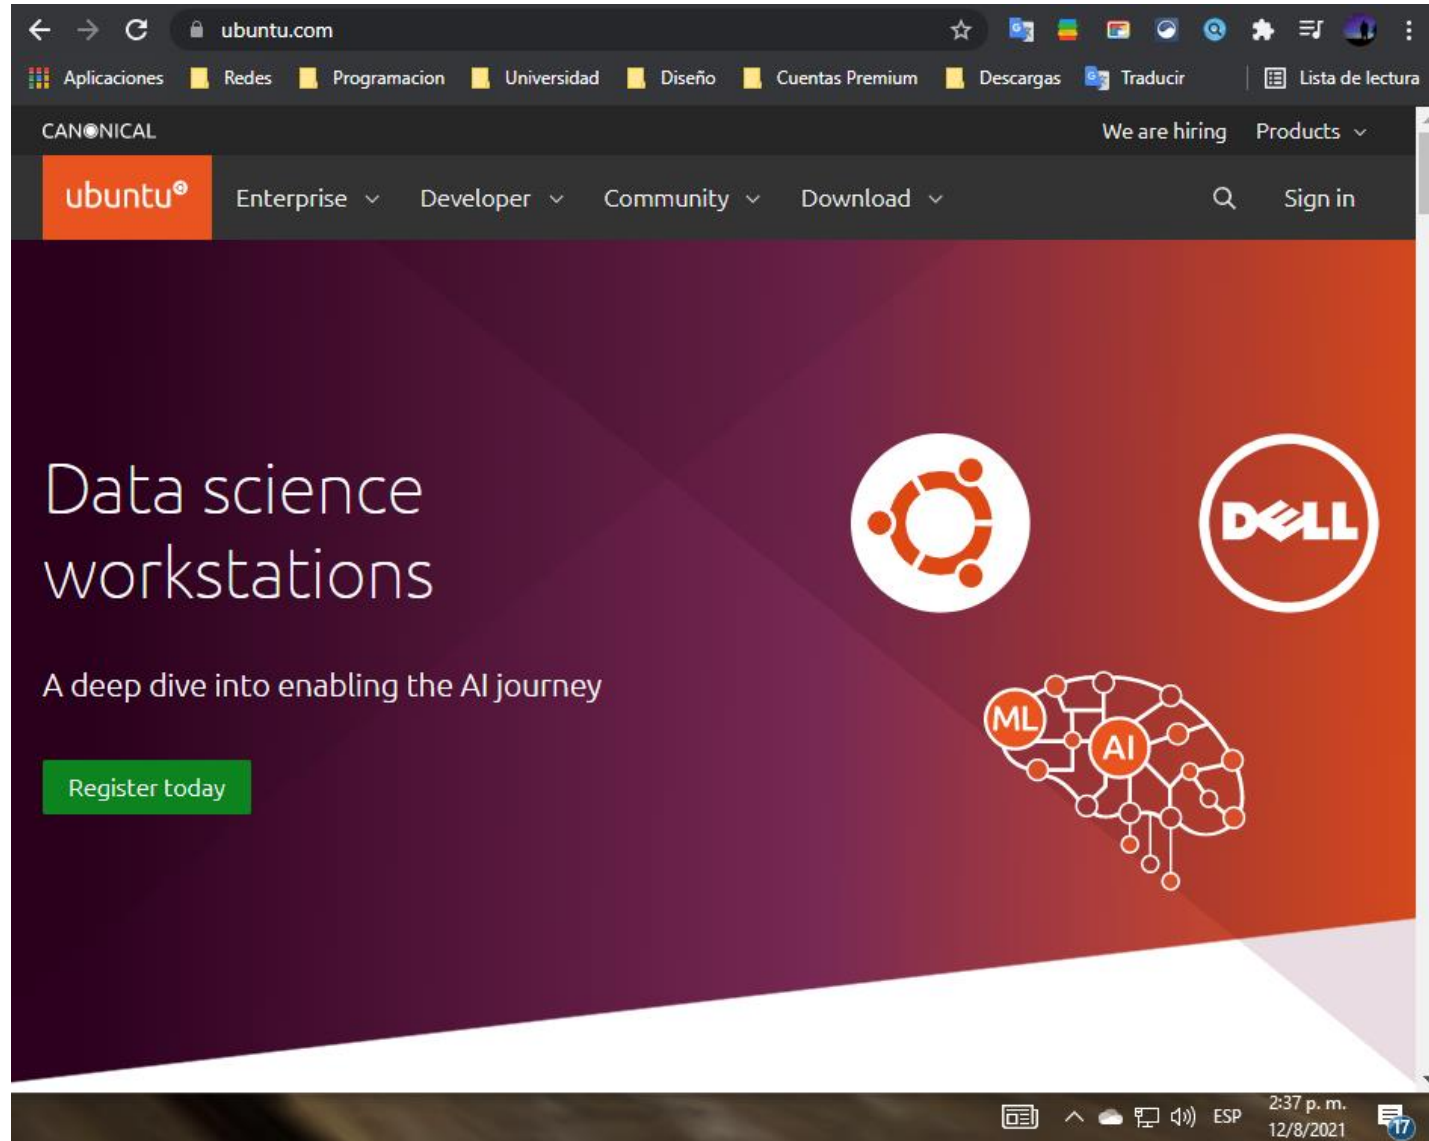 ubuntu.com
Aplicaciones Redes Programacion Universidad Diseño Cuentas Premium Descargas Traducir Lista de lectura
CANONICAL We are hiring Products
ubuntu Enterprise Developer Community Download Sign in
Data science
workstations
DELL
A deep dive into enabling the AI journey
ML
AI
Register today
ESP 2:37 p. m.
12/8/2021
17